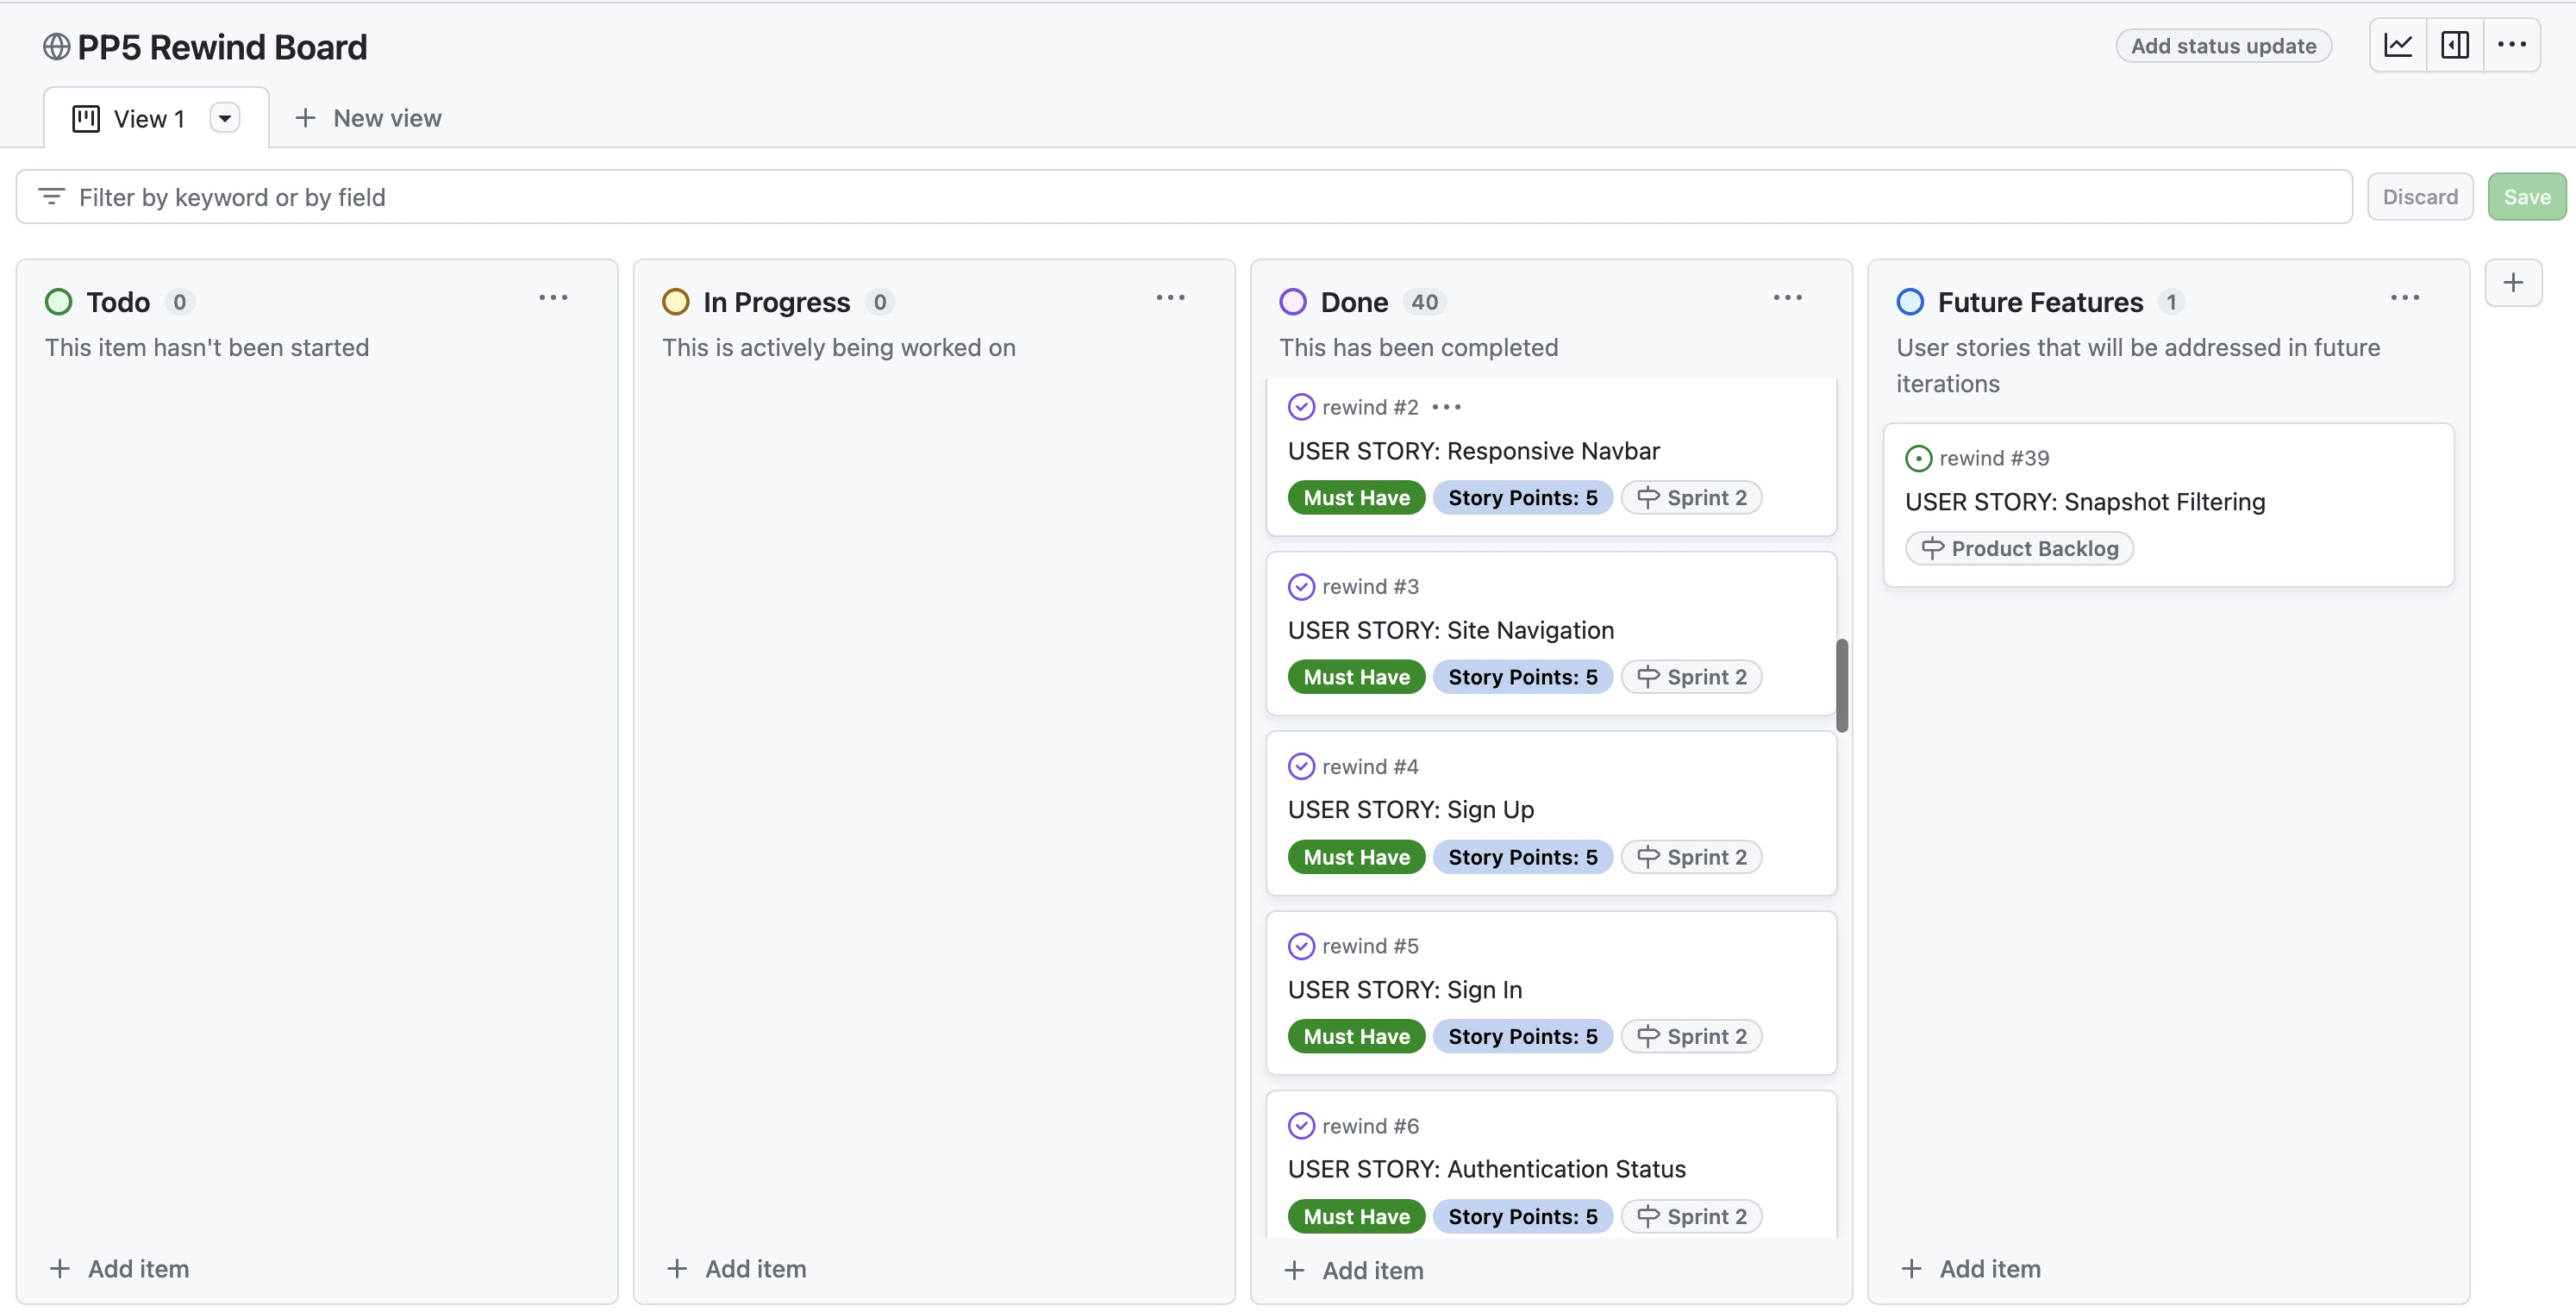 PP5 Rewind Board
Add status update
View 1
New view
Filter by keyword or by field
Discard
Save
Todo 0
This item hasn't been started
Add item
In Progress 0
This is actively being worked on
Add item
Done 40
This has been completed
rewind #2
USER STORY: Responsive Navbar
Must Have Story Points: 5 Sprint 2
rewind #3
USER STORY: Site Navigation
Must Have Story Points: 5 Sprint 2
rewind #4
USER STORY: Sign Up
Must Have Story Points: 5 Sprint 2
rewind #5
USER STORY: Sign In
Must Have Story Points: 5 Sprint 2
rewind #6
USER STORY: Authentication Status
Must Have Story Points: 5 Sprint 2
Add item
Future Features 1
User stories that will be addressed in future
iterations
rewind #39
USER STORY: Snapshot Filtering
Product Backlog
Add item